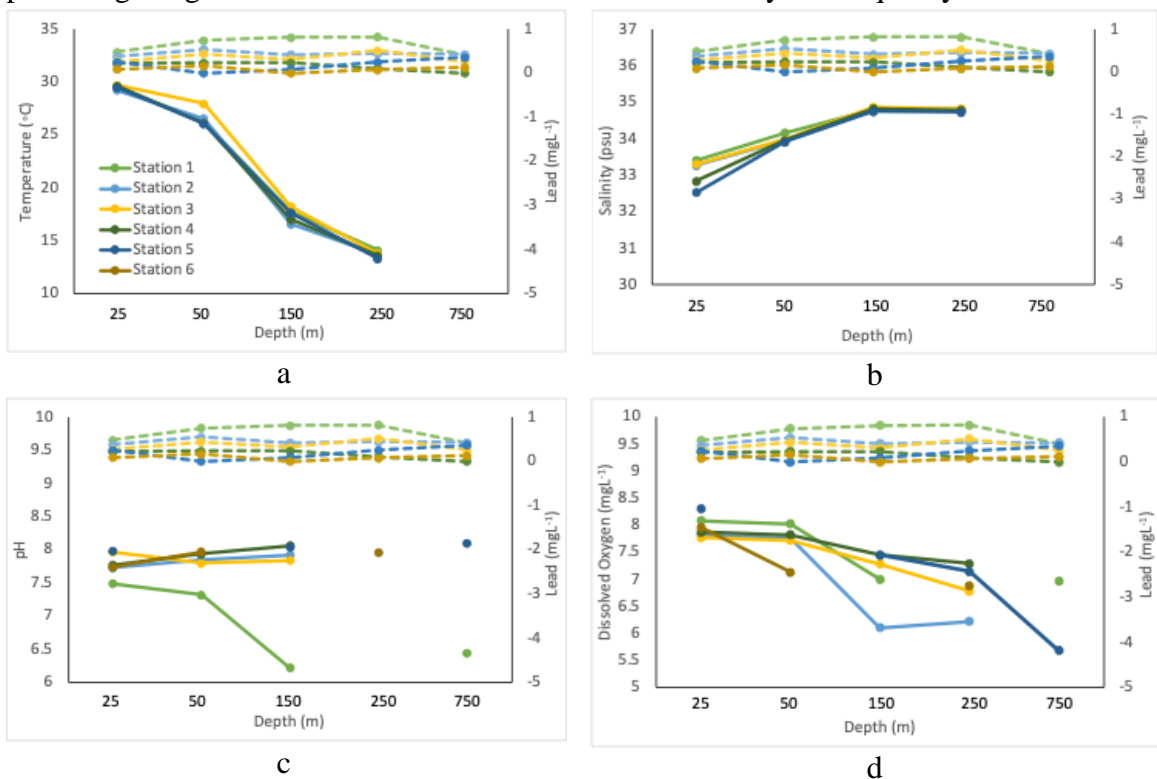 35
30
25
20
15
10
Temperature (◦C)
1
0
-1
-2
-3
-4
-5
Lead (mgL-1)
Station 1
Station 2
Station 3
Station 4
Station 5
Station 6
25 50 150 250 750
Depth (m)
a
37
36
35
34
33
32
31
30
Salinity (psu)
1
0
-1
-2
-3
-4
-5
Lead (mgL-1)
25 50 150 250 750
Depth (m)
b
10
9.5
9
8.5
8
7.5
7
6.5
6
pH
1
0
-1
-2
-3
-4
-5
Lead (mgL-1)
25 50 150 250 750
Depth (m)
c
10
9.5
9
8.5
8
7.5
7
6.5
6
5.5
5
Dissolved Oxygen (mgL-1)
1
0
-1
-2
-3
-4
-5
Lead (mgL-1)
25 50 150 250 750
Depth (m)
d